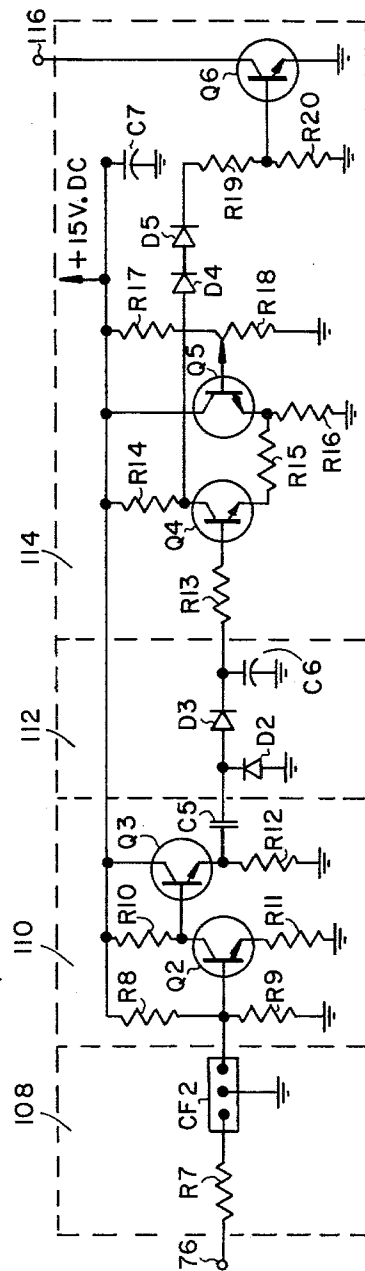 108
110
112
114
116
76
R7
CF2
R8
R9
Q2
R10
R11
Q3
R12
C5
D2
D3
C6
R13
Q4
R14
R15
R16
Q5
R17
R18
+15V.DC
D4
D5
C7
R19
R20
Q6